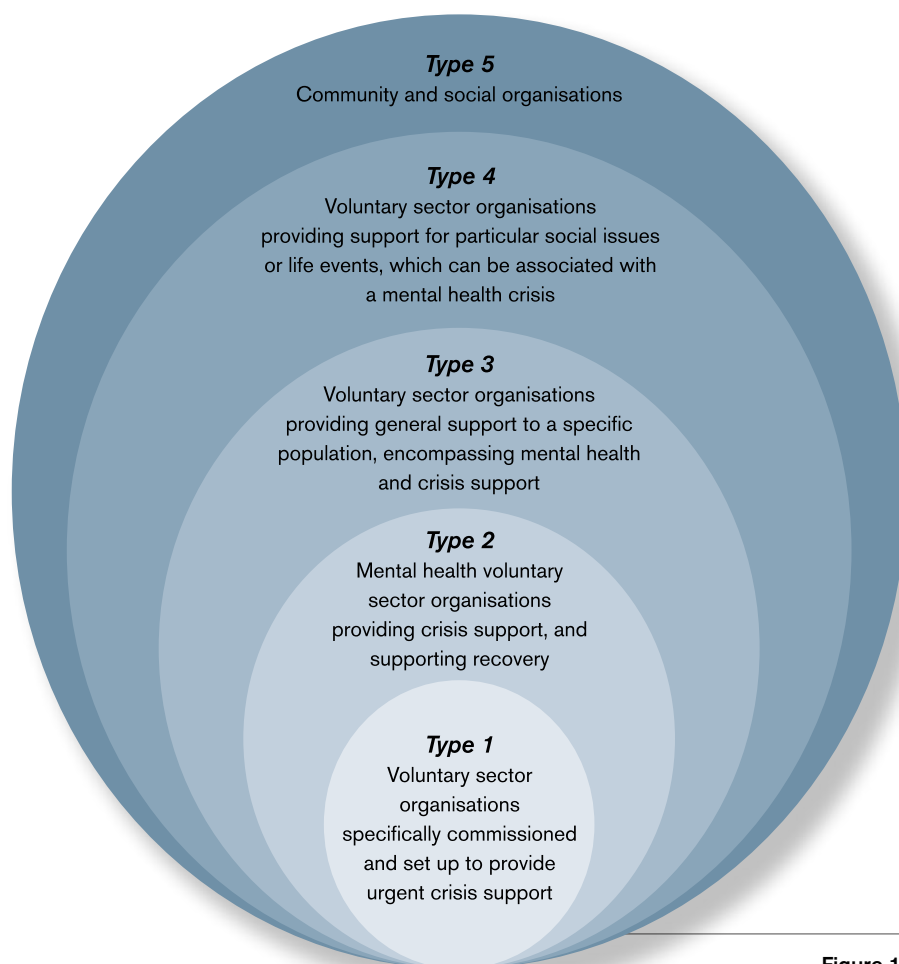 Type 5
Community and social organisations
Type 4
Voluntary sector organisations
providing support for particular social issues
or life events, which can be associated with
a mental health crisis
Type 3
Voluntary sector organisations
providing general support to a specific
population, encompassing mental health
and crisis support
Type 2
Mental health voluntary
sector organisations
providing crisis support, and
supporting recovery
Type 1
Voluntary sector
organisations
specifically commissioned
and set up to provide
urgent crisis support
Figure 1